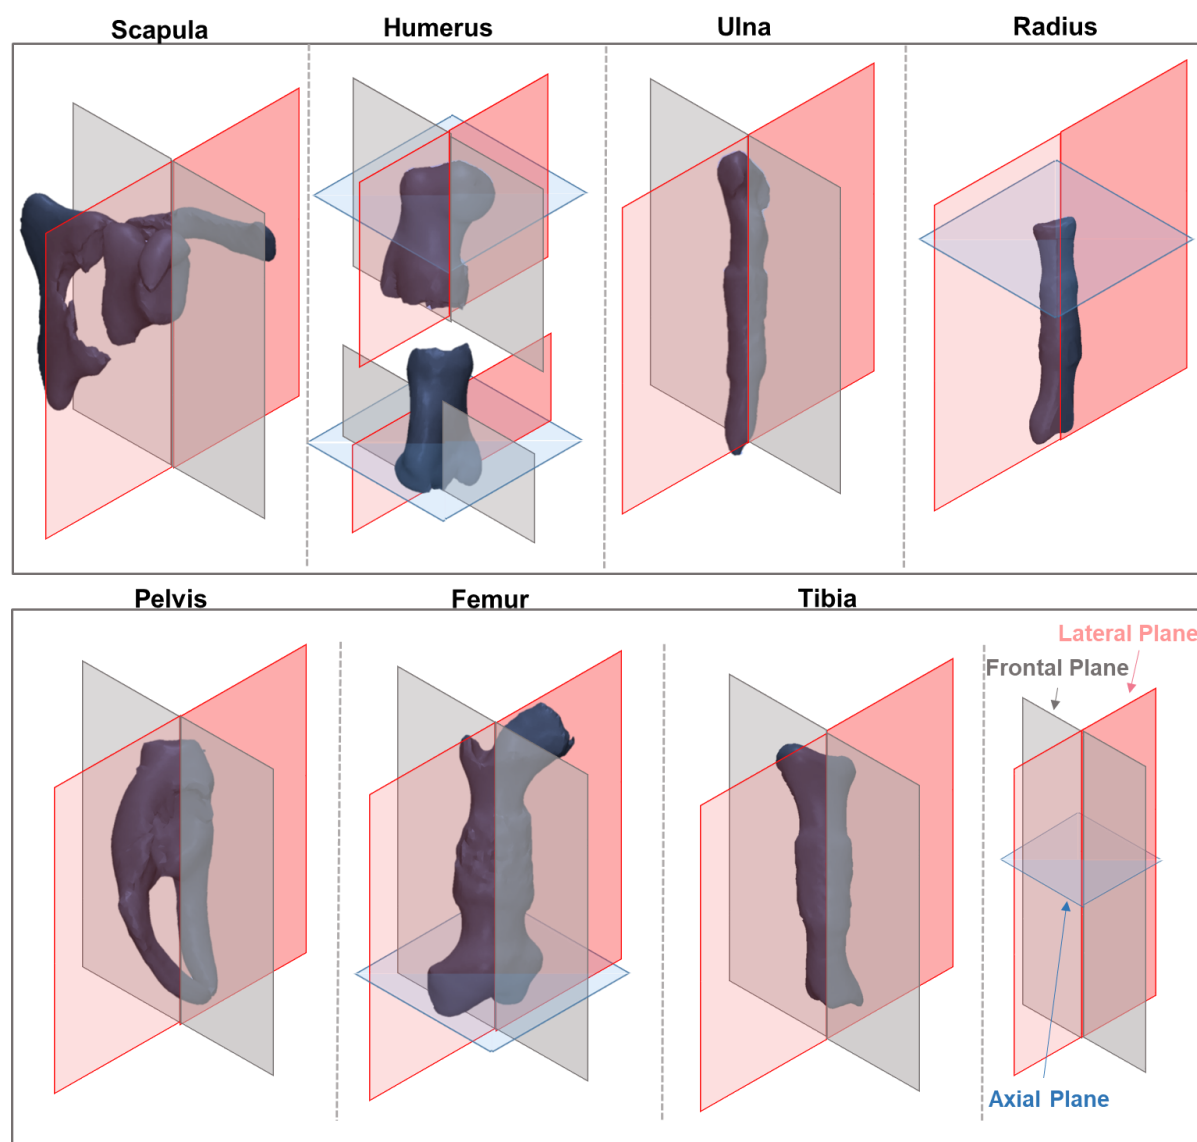 Scapula
Humerus
Ulna
Radius
Pelvis
Femur
Tibia
Lateral Plane
Frontal Plane
Axial Plane